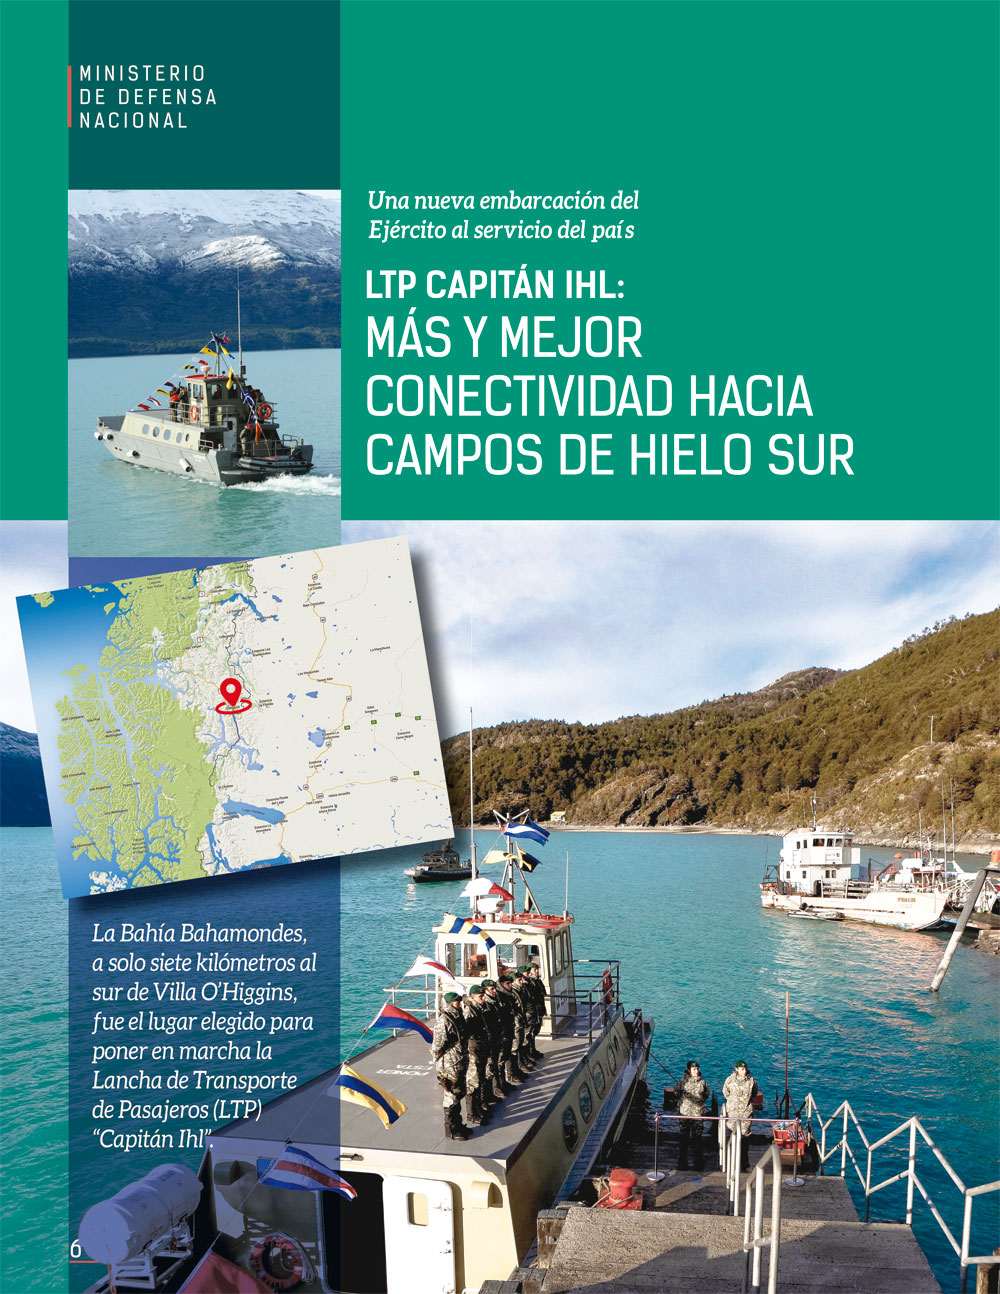 MINISTERIO
DE DEFENSA
NACIONAL
Una nueva embarcación del
Ejército al servicio del país
LTP CAPITÁN IHL:
MÁS Y MEJOR
CONECTIVIDAD HACIA
CAMPOS DE HIELO SUR
La Bahía Bahamondes,
a solo siete kilómetros al
sur de Villa O’Higgins,
fue el lugar elegido para
poner en marcha la
Lancha de Transporte
de Pasajeros (LTP)
“Capitán Ihl”.
6